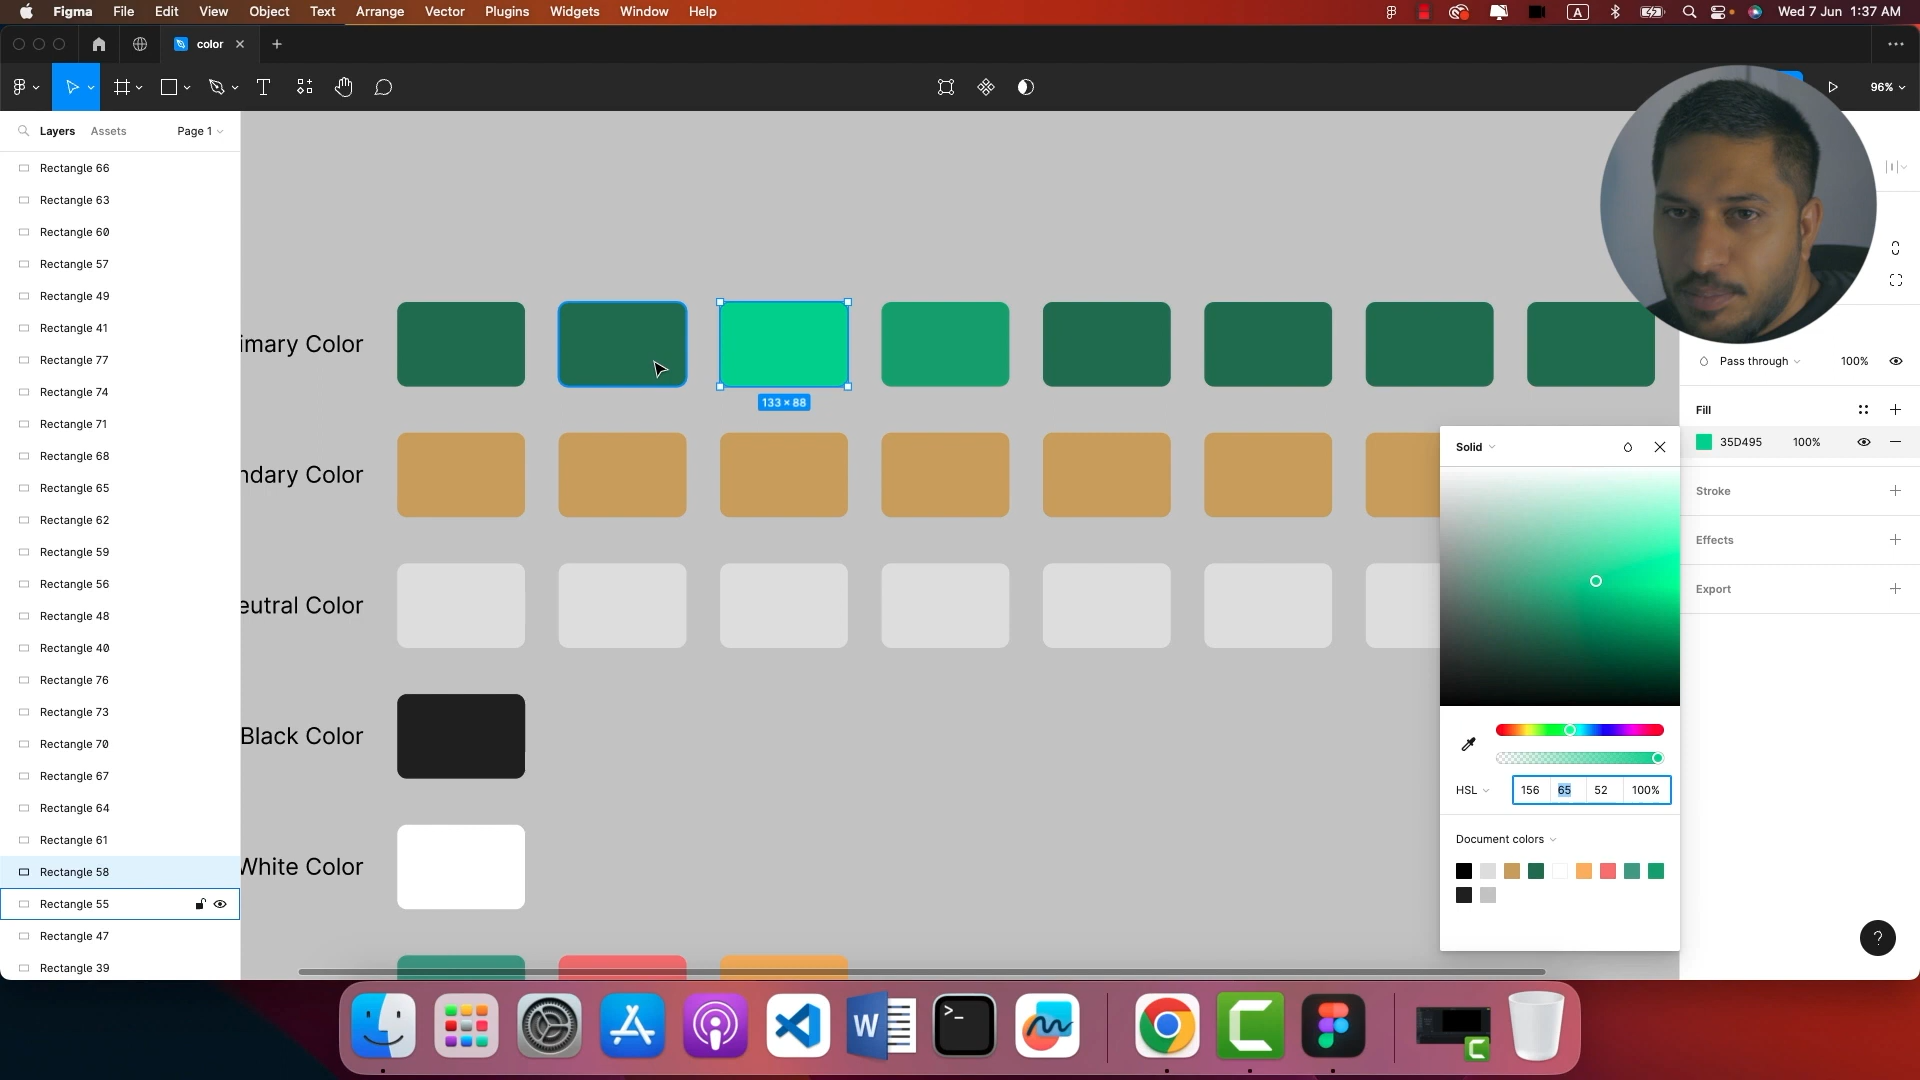 Figma File Edit View Object Text Arrange Vector Plugins Widgets Window Help
A
Wed 7 Jun 1:37 AM
color
96%
Layers Assets Page 1
Rectangle 66
Rectangle 63
Rectangle 60
Rectangle 57
Rectangle 49
Rectangle 41
Rectangle 77
Rectangle 74
Rectangle 71
Rectangle 68
Rectangle 65
Rectangle 62
Rectangle 59
Rectangle 56
Rectangle 48
Rectangle 40
Rectangle 76
Rectangle 73
Rectangle 70
Rectangle 67
Rectangle 64
Rectangle 61
Rectangle 58
Rectangle 55
Rectangle 47
Rectangle 39
imary Color
133 × 88
ndary Color
eutral Color
Black Color
White Color
Pass through 100%
Fill
35D495 100%
Stroke
Effects
Export
Solid
HSL 156 65 52 100%
Document colors
?
W
>_
C
C